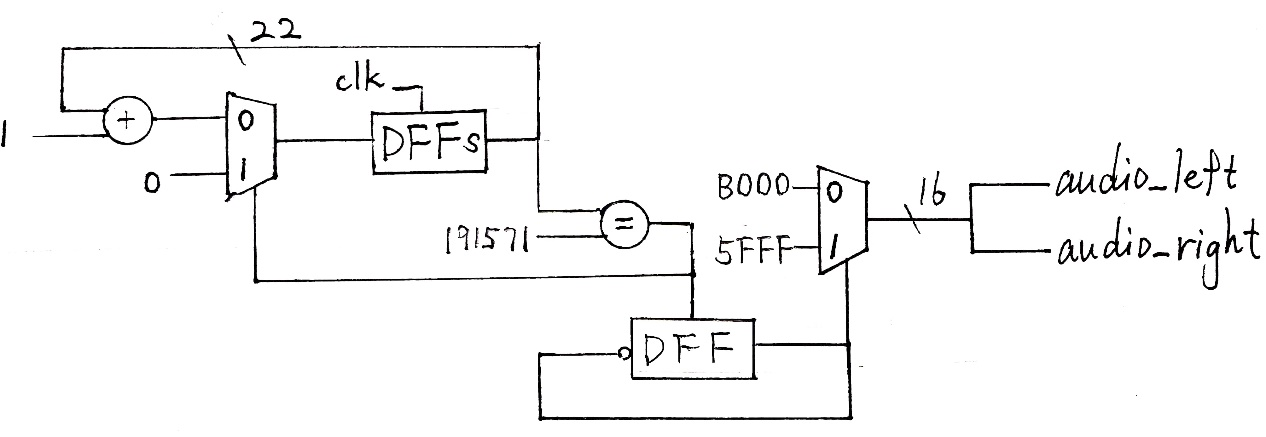 22
clk
+
0
1
1
0
DFFs
=
191571
B000
0
5FFF
1
16
audio_left
audio_right
DFF